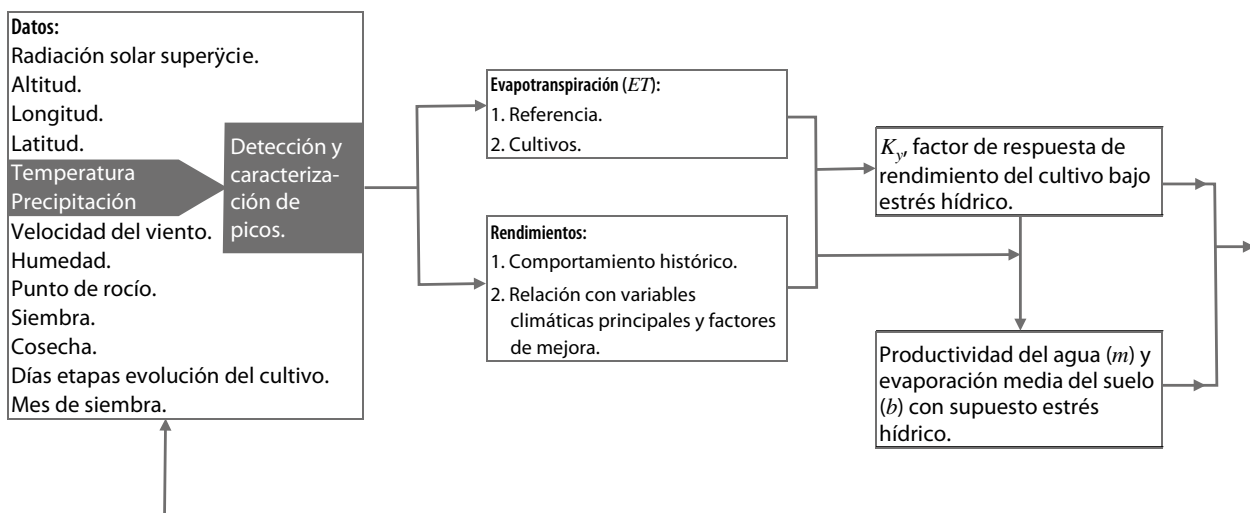 Datos:
Radiación solar superÿcie.
Altitud.
Longitud.
Latitud.
Temperatura
Precipitación
Velocidad del viento.
Humedad.
Punto de rocío.
Siembra.
Cosecha.
Días etapas evolución del cultivo.
Mes de siembra.
Detección y
caracteriza-
ción de
picos.
Evapotranspiración (ET):
1. Referencia.
2. Cultivos.
Rendimientos:
1. Comportamiento histórico.
2. Relación con variables
climáticas principales y factores
de mejora.
Ky, factor de respuesta de
rendimiento del cultivo bajo
estrés hídrico.
Productividad del agua (m) y
evaporación media del suelo
(b) con supuesto estrés
hídrico.